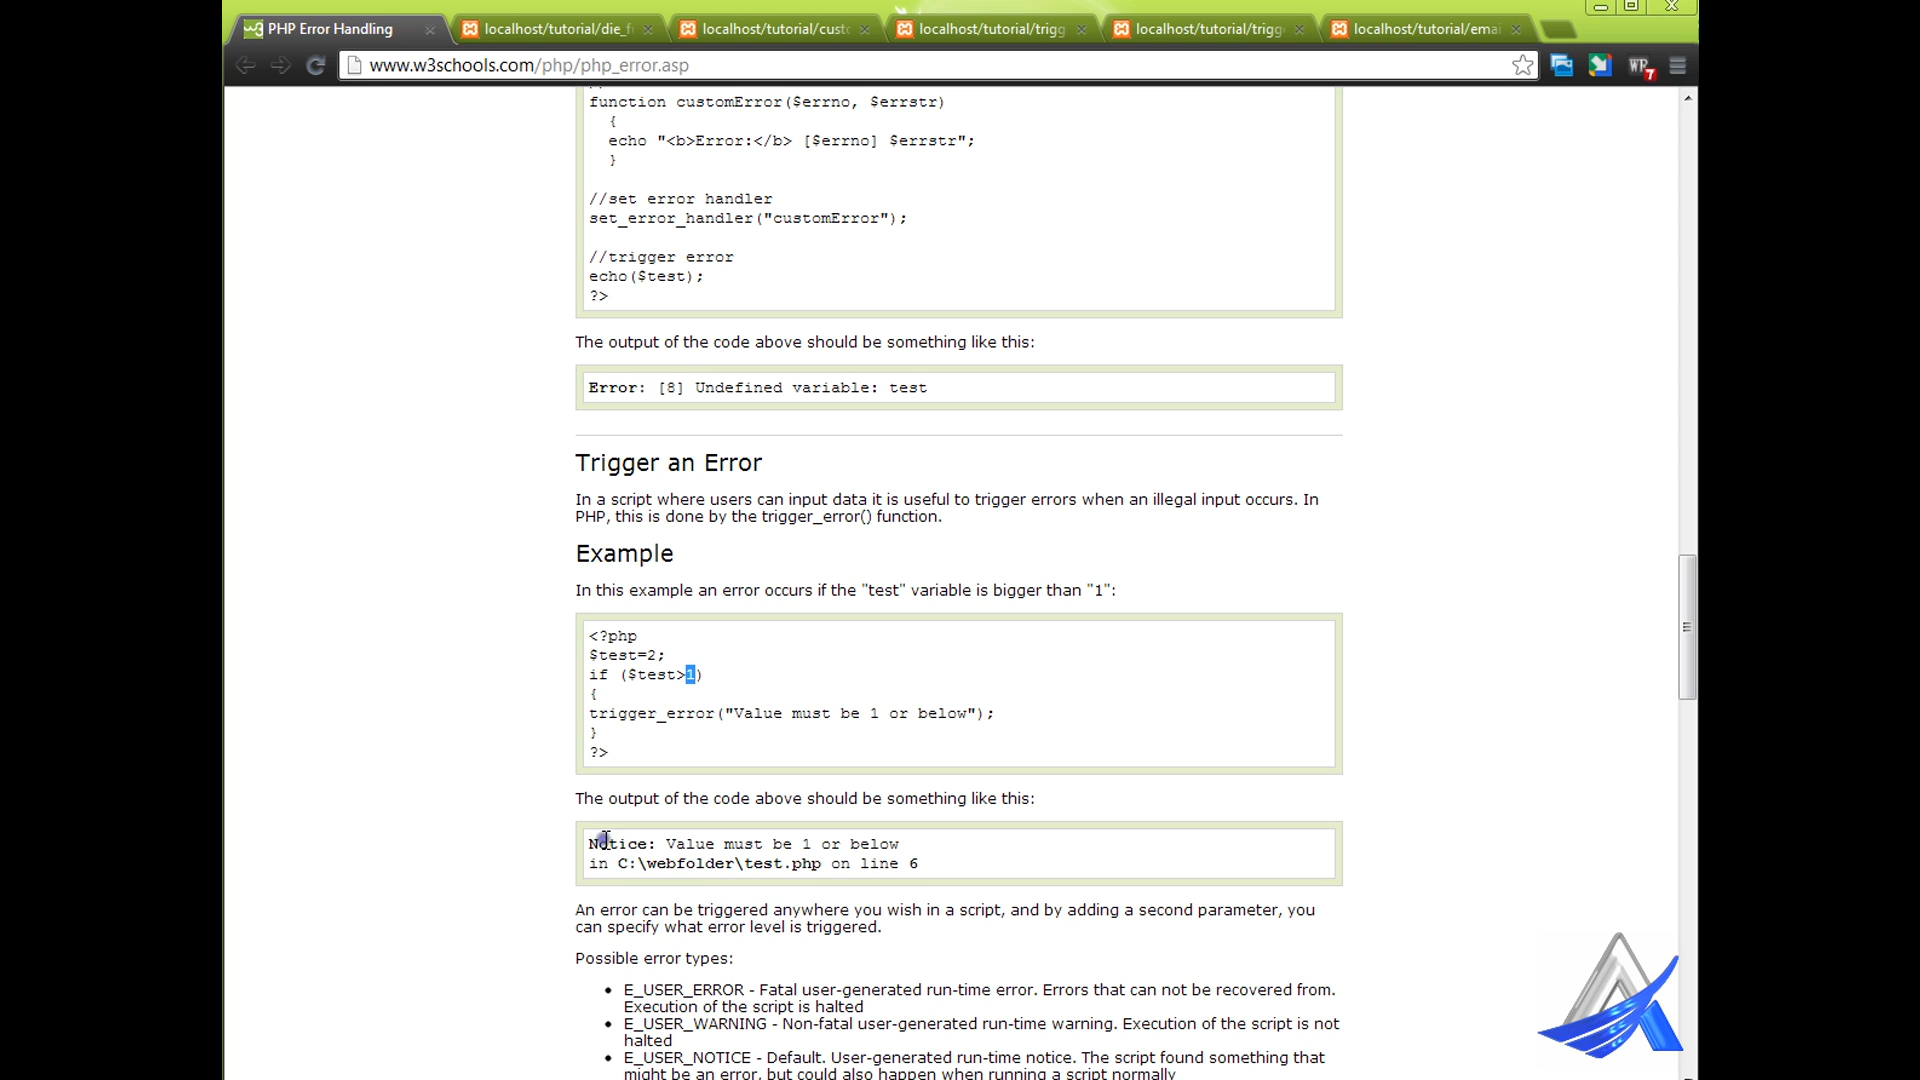 PHP Error Handling
localhost/tutorial/die_f
localhost/tutorial/custo
localhost/tutorial/trigg
localhost/tutorial/trigg
localhost/tutorial/emai
www.w3schools.com/php/php_error.asp
WP 7
function customError($errno, $errstr)
{
echo "<b>Error:</b> [$errno] $errstr";
}
//set error handler
set_error_handler("customError");
//trigger error
echo($test);
?>
The output of the code above should be something like this:
Error: [8] Undefined variable: test
Trigger an Error
In a script where users can input data it is useful to trigger errors when an illegal input occurs. In
PHP, this is done by the trigger_error() function.
Example
In this example an error occurs if the "test" variable is bigger than "1":
<?php
$test=2;
if ($test>1)
{
trigger_error("Value must be 1 or below");
}
?>
The output of the code above should be something like this:
Notice: Value must be 1 or below
in C:\webfolder\test.php on line 6
An error can be triggered anywhere you wish in a script, and by adding a second parameter, you
can specify what error level is triggered.
Possible error types:
• E_USER_ERROR - Fatal user-generated run-time error. Errors that can not be recovered from.
Execution of the script is halted
• E_USER_WARNING - Non-fatal user-generated run-time warning. Execution of the script is not
halted
• E_USER_NOTICE - Default. User-generated run-time notice. The script found something that
might be an error, but could also happen when running a script normally